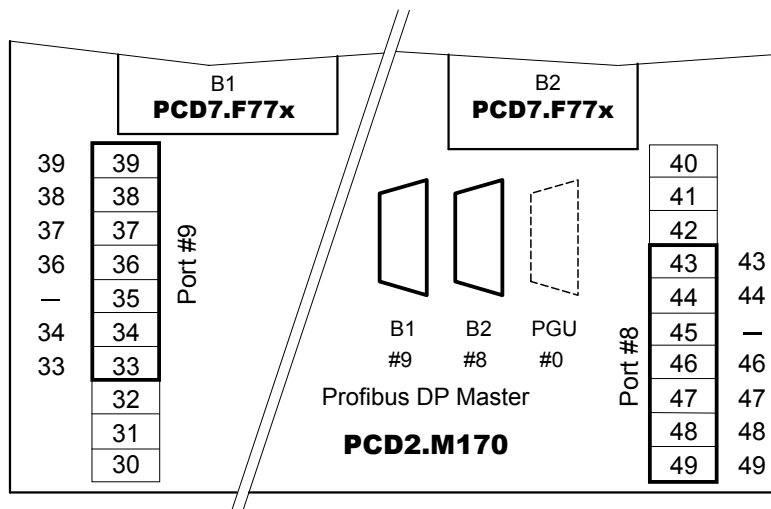 B1
PCD7.F77x
B2
PCD7.F77x
39 39
38 38
37 37
36 36
— 35
34 34
33 33
32
31
30
Port #9
B1 B2 PGU
#9 #8 #0
Profibus DP Master
PCD2.M170
Port #8
40
41
42
43 43
44 44
45 —
46 46
47 47
48 48
49 49